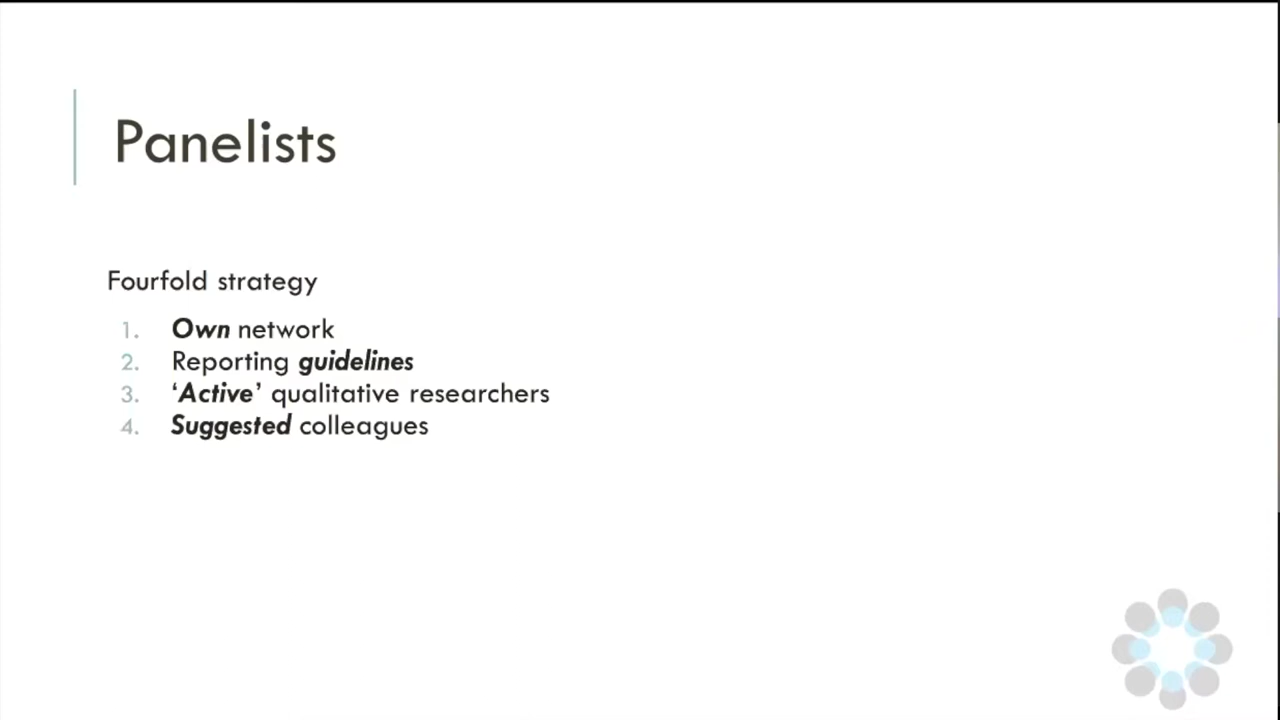 Panelists
Fourfold strategy
1. Own network
2. Reporting guidelines
3. ‘Active’ qualitative researchers
4. Suggested colleagues